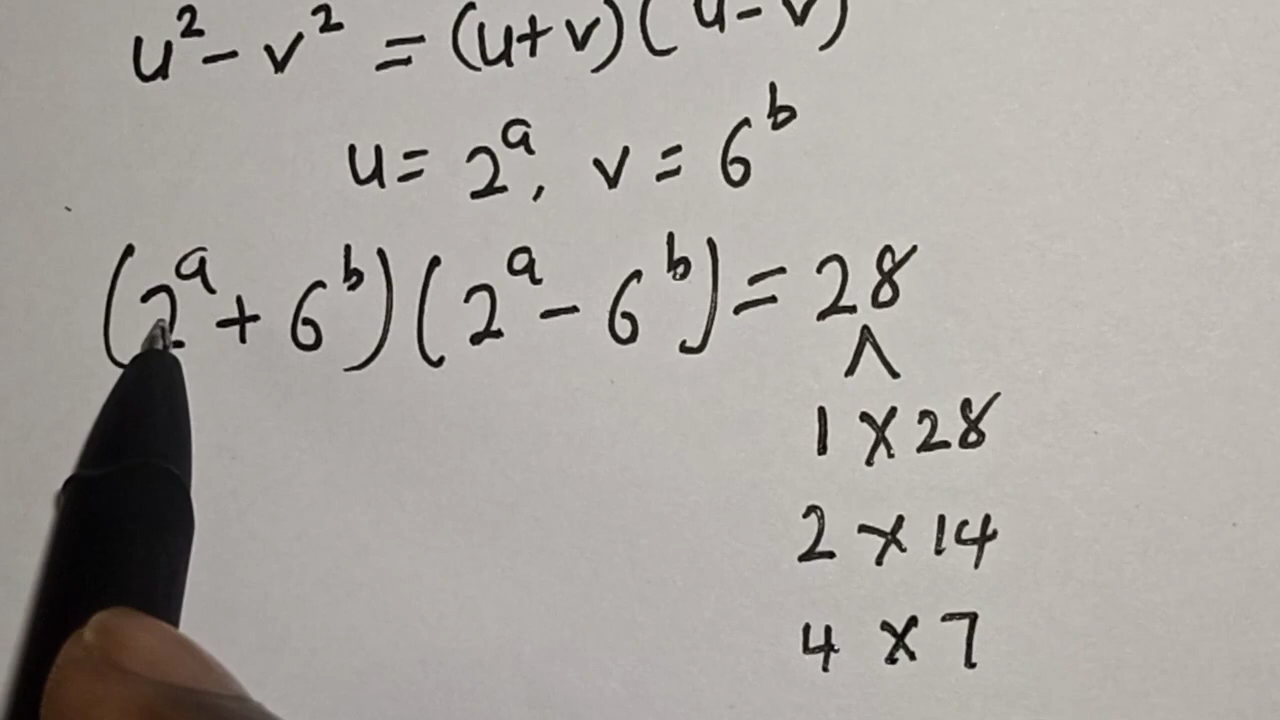 u² - v² = (u+v)(u-v)
u = 2ᵃ, v = 6ᵇ
(2ᵃ + 6ᵇ)(2ᵃ - 6ᵇ) = 28
∧
1 × 28
2 × 14
4 × 7